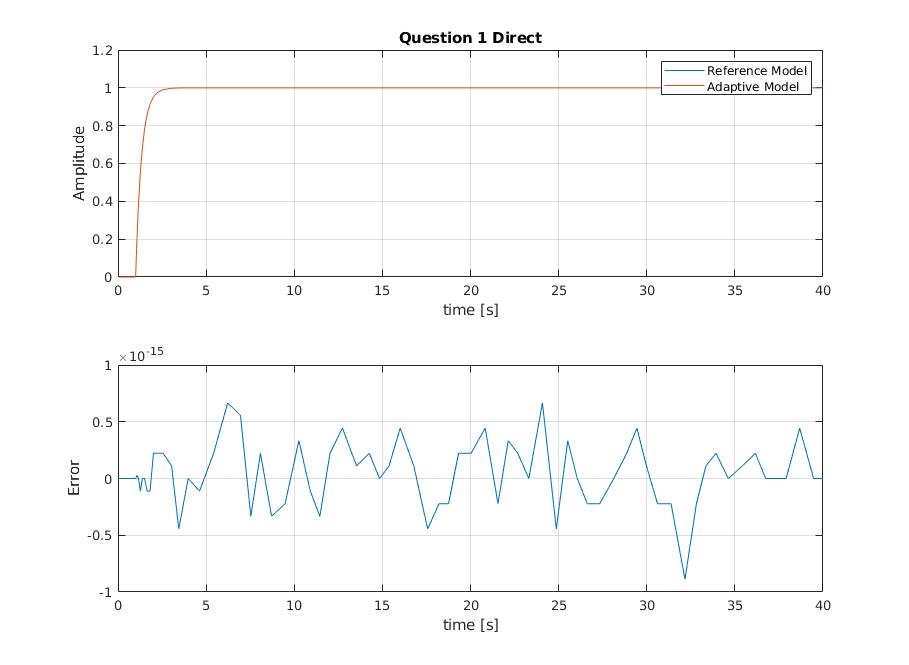 Question 1 Direct
1.2
1
0.8
0.6
0.4
0.2
0
Amplitude
Reference Model
Adaptive Model
0 5 10 15 20 25 30 35 40
time [s]
×10^-15
1
0.5
0
-0.5
-1
Error
0 5 10 15 20 25 30 35 40
time [s]